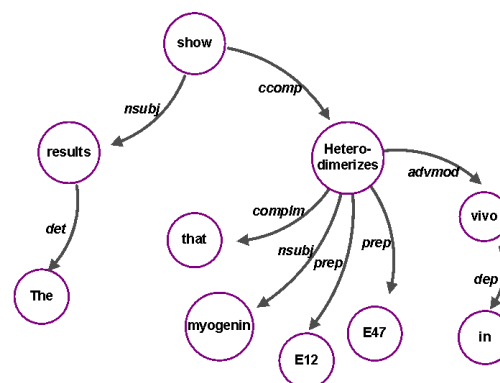 show
nsubj
ccomp
results
Hetero-
dimerizes
advmod
det
complm
nsubj
prep
prep
that
vivo
The
myogenin
E12
E47
dep
in